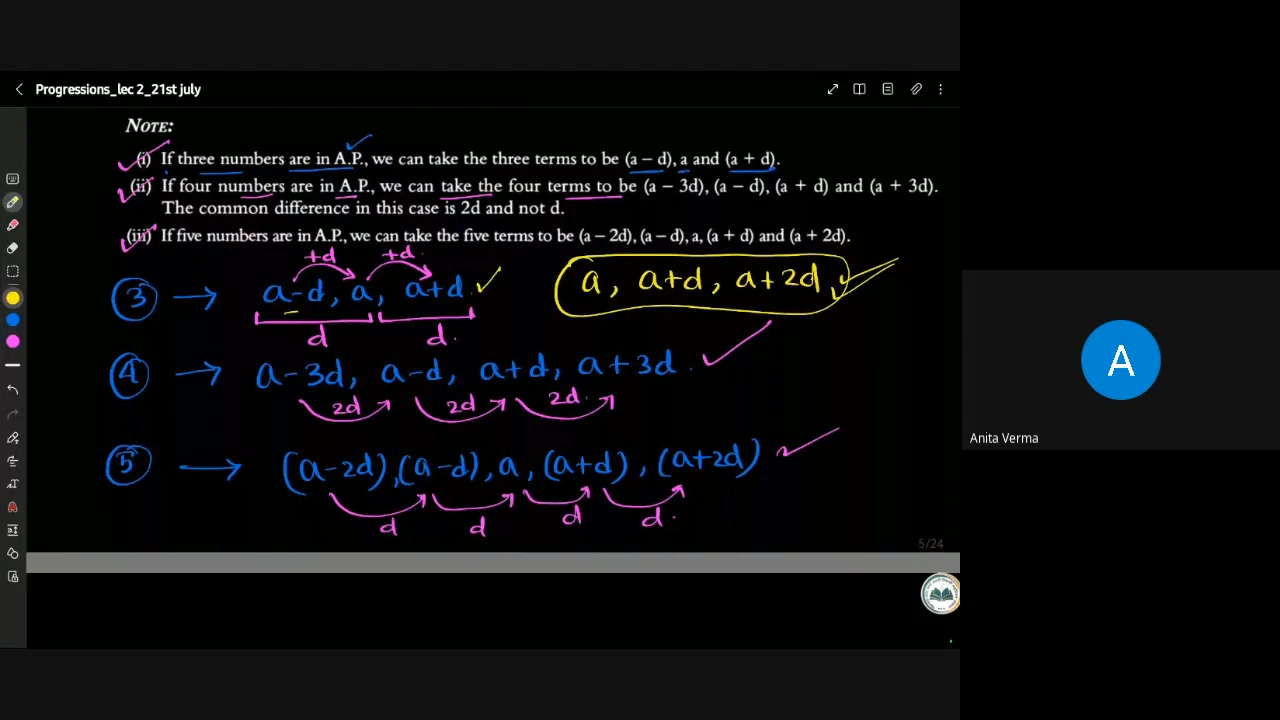 Progressions_lec 2_21st july
NOTE:
(i) If three numbers are in A.P., we can take the three terms to be (a − d), a and (a + d).
(ii) If four numbers are in A.P., we can take the four terms to be (a − 3d), (a − d), (a + d) and (a + 3d).
The common difference in this case is 2d and not d.
(iii) If five numbers are in A.P., we can take the five terms to be (a − 2d), (a − d), a, (a + d) and (a + 2d).
+d +d
③ → a-d, a, a+d. a, a+d, a+2d,
d d.
④ → a-3d, a-d, a+d, a+3d.
2d 2d 2d.
⑤ → (a-2d),(a-d), a, (a+d), (a+2d)
d d d d.
5/24
A
Anita Verma